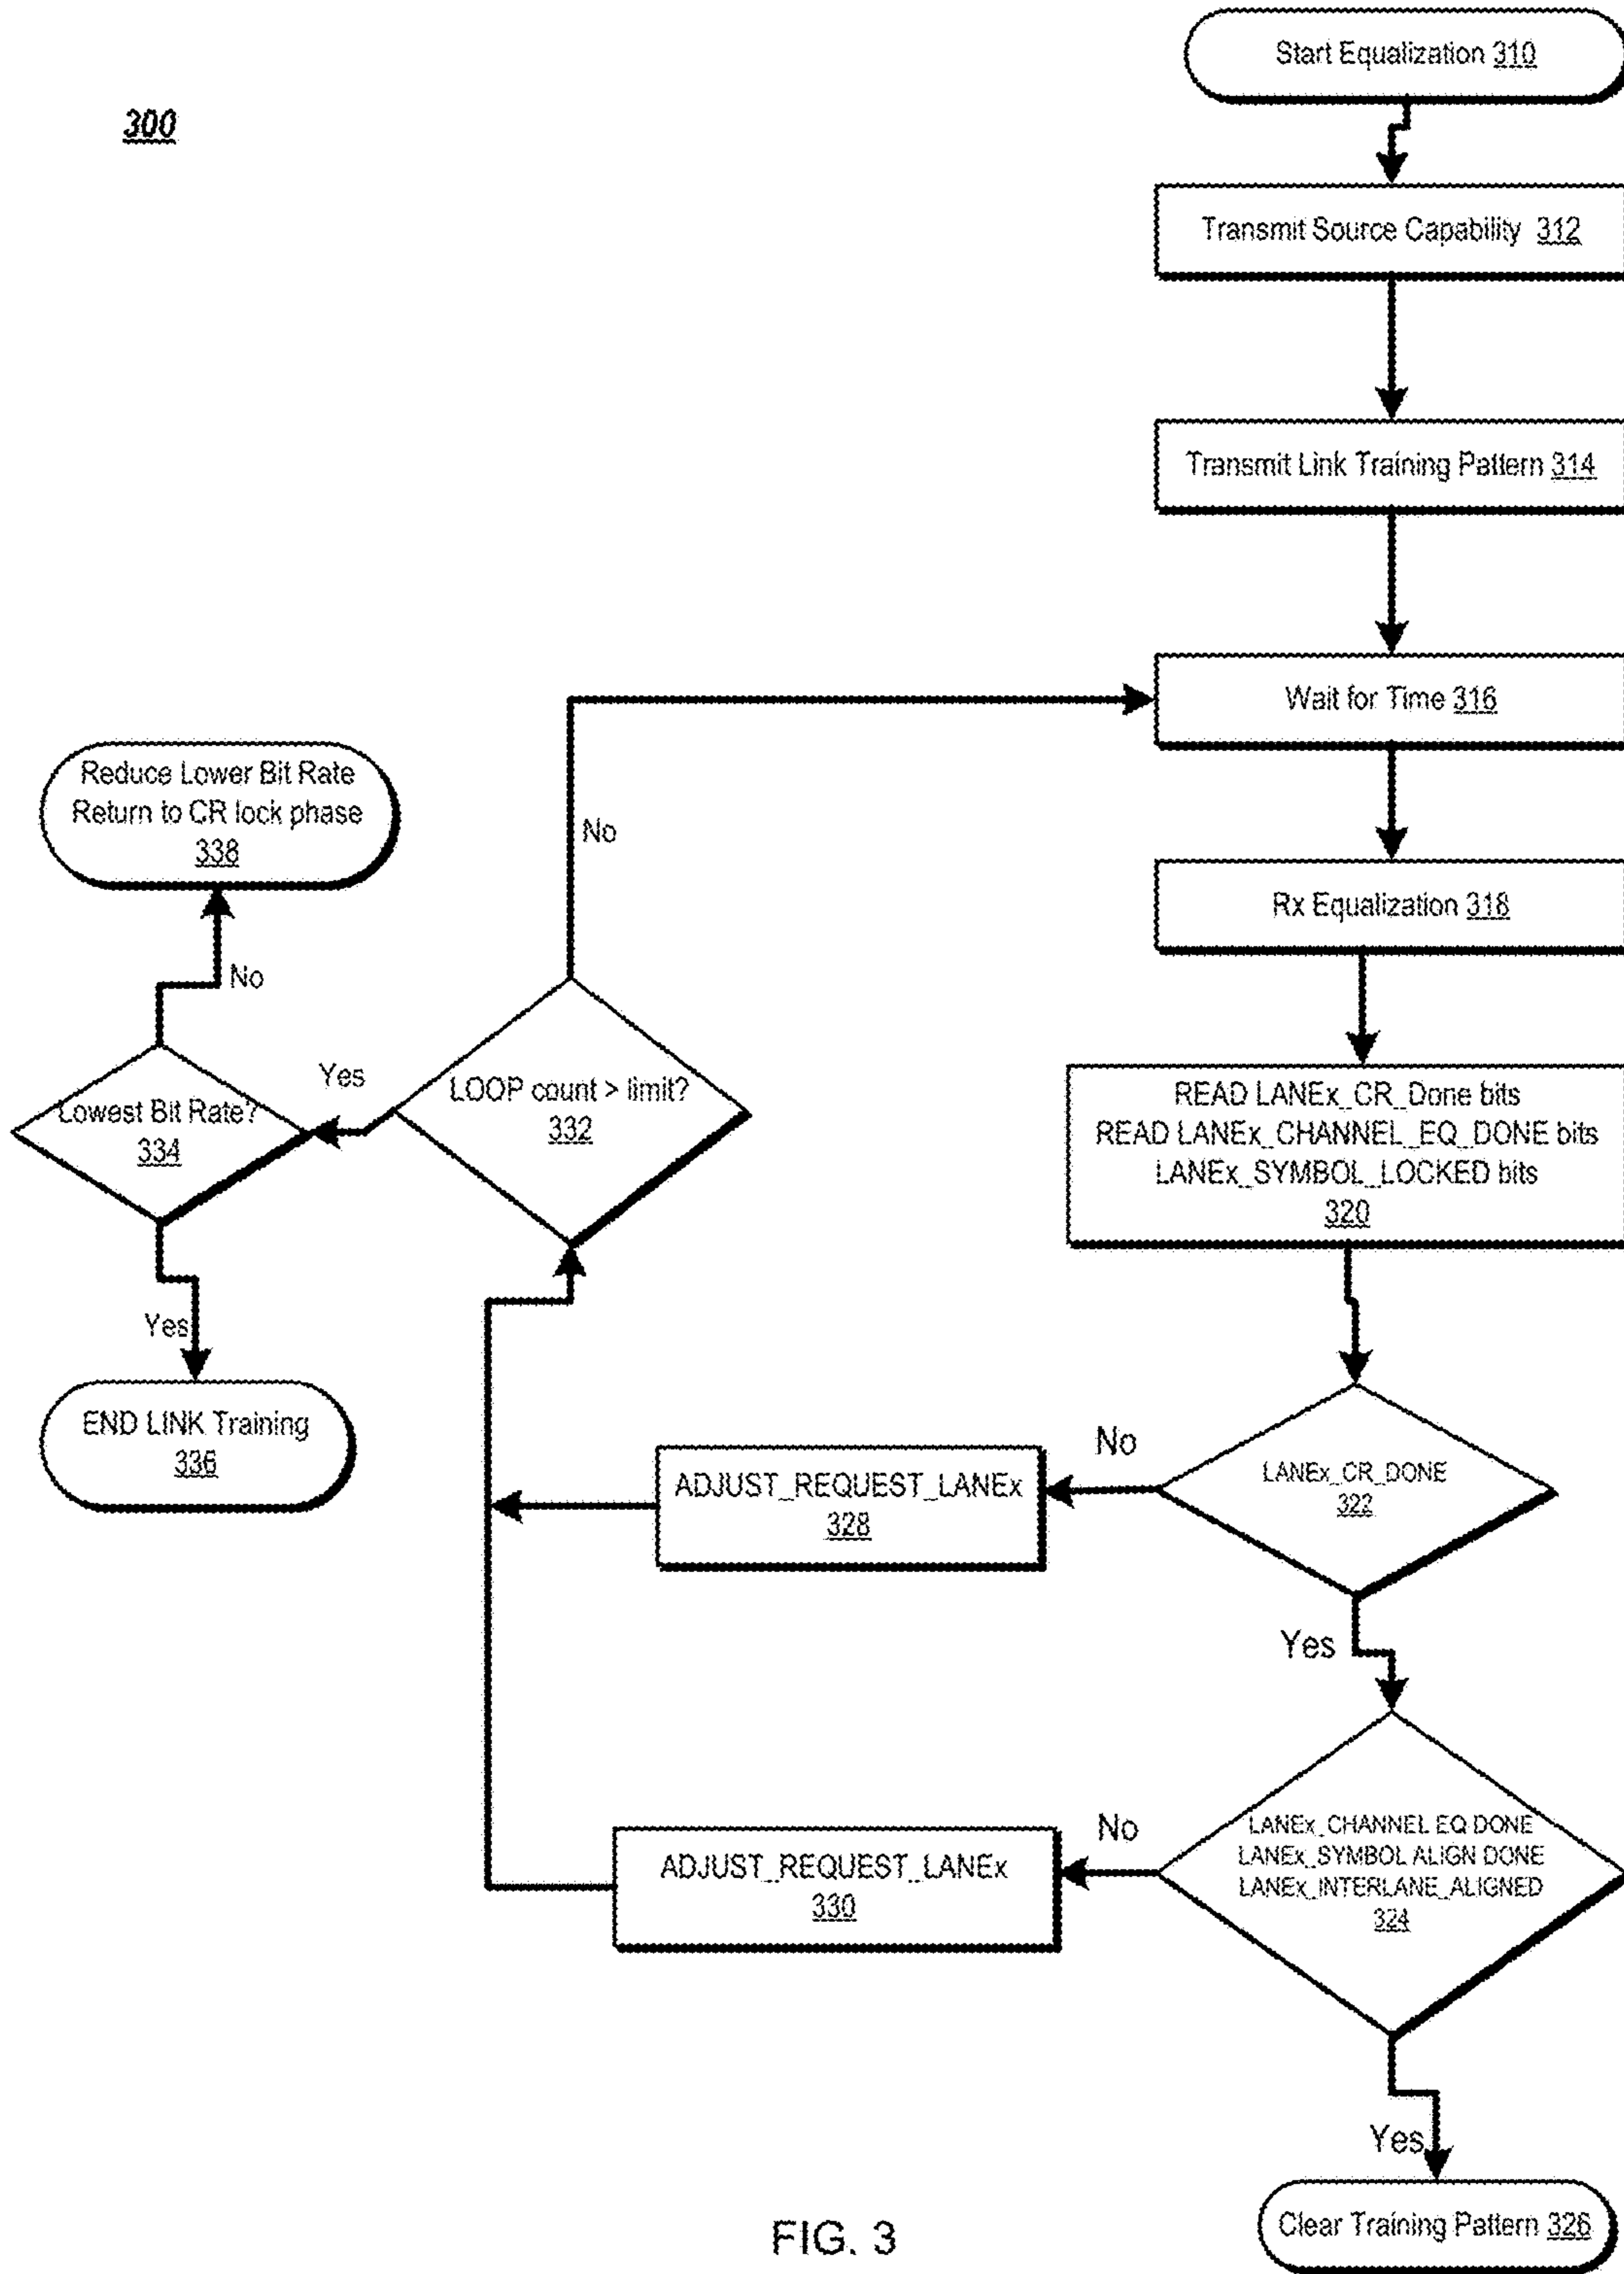 300
Start Equalization 310
Transmit Source Capability 312
Transmit Link Training Pattern 314
Wait for Time 316
Rx Equalization 318
READ LANEx_CR_Done bits
READ LANEx_CHANNEL_EQ_DONE bits
LANEx_SYMBOL_LOCKED bits
320
LANEx_CR_DONE
322
No
Yes
LANEx_CHANNEL EQ DONE
LANEx_SYMBOL ALIGN DONE
LANEx_INTERLANE_ALIGNED
324
No
Yes
Clear Training Pattern 326
ADJUST_REQUEST_LANEx
328
ADJUST_REQUEST_LANEx
330
LOOP count > limit?
332
No
Yes
Lowest Bit Rate?
334
No
Yes
Reduce Lower Bit Rate
Return to CR lock phase
338
END LINK Training
336
FIG. 3